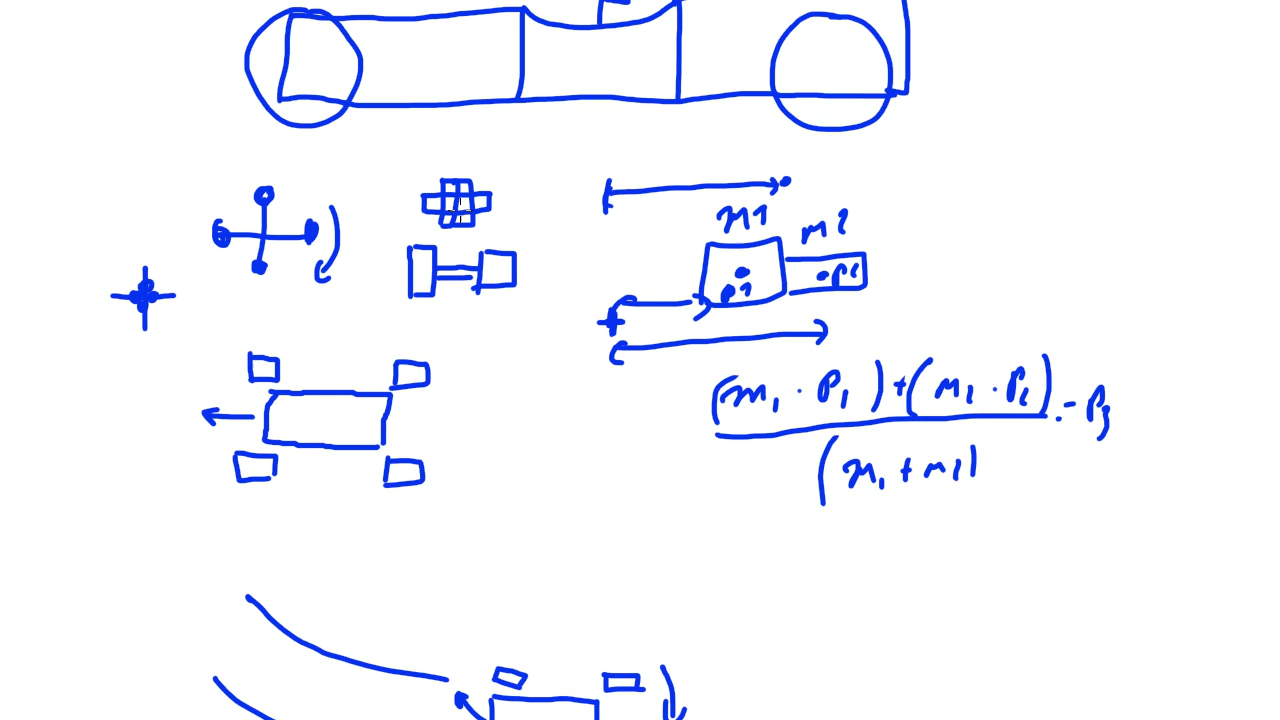 m1 m2
p1 p2
(m₁ · p₁) + (m₂ · p₂) = p₃
(m₁ + m₂)